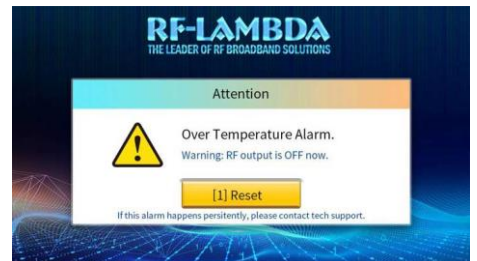 RF-LAMBDA
THE LEADER OF RF BROADBAND SOLUTIONS
Attention
Over Temperature Alarm.
Warning: RF output is OFF now.
[1] Reset
If this alarm happens persitently, please contact tech support.